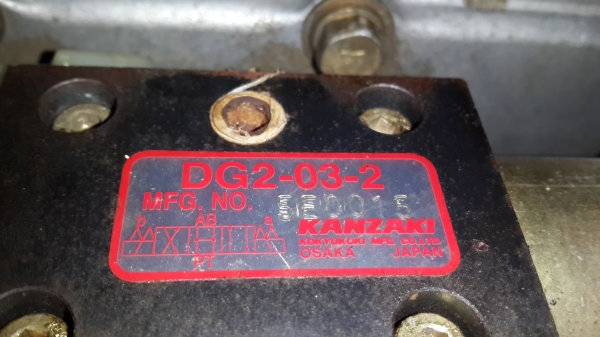 DG2-03-2
MFG. NO.
KANZAKI
KOKYUKOKI MFG. CO., LTD.
OSAKA JAPAN